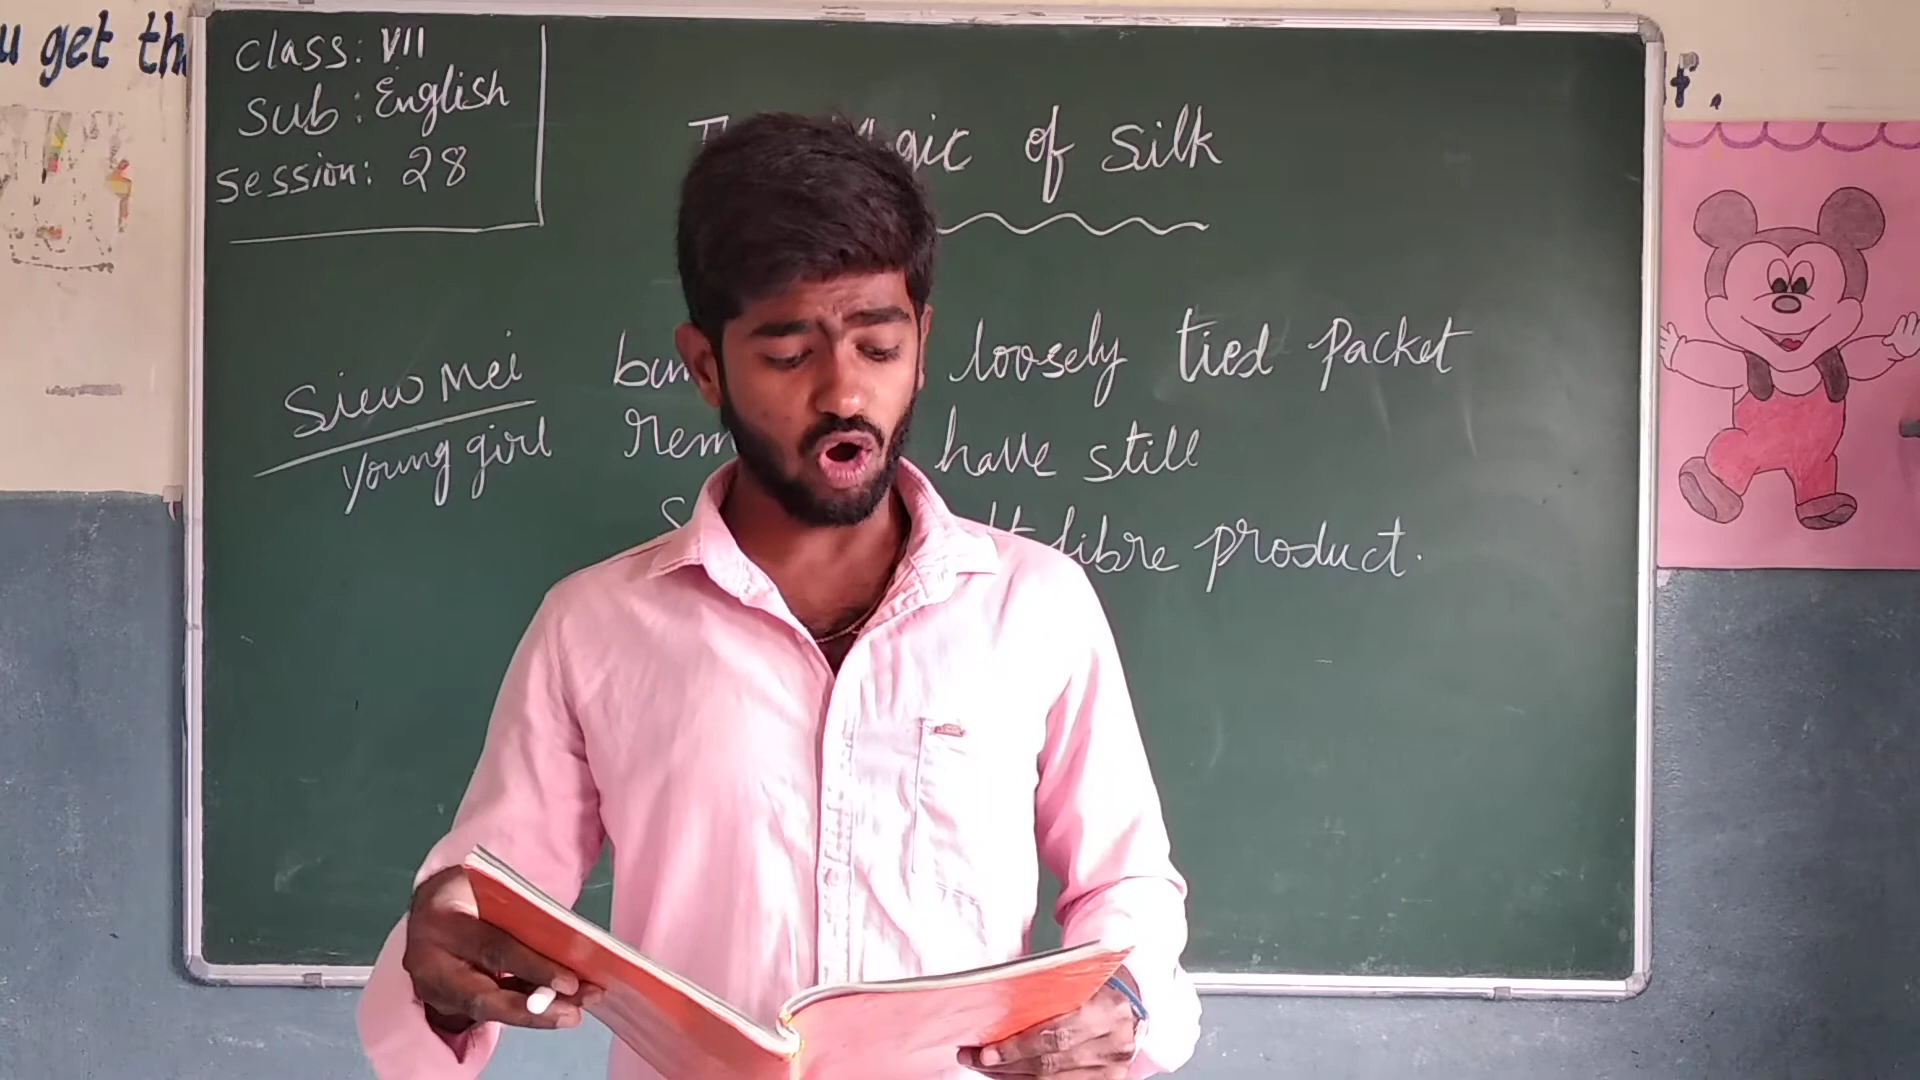 u get th
class: VII
Sub: English
Session: 28
of Silk
Siew Mei
loosely tied Packet
young girl
have still
fibre product.